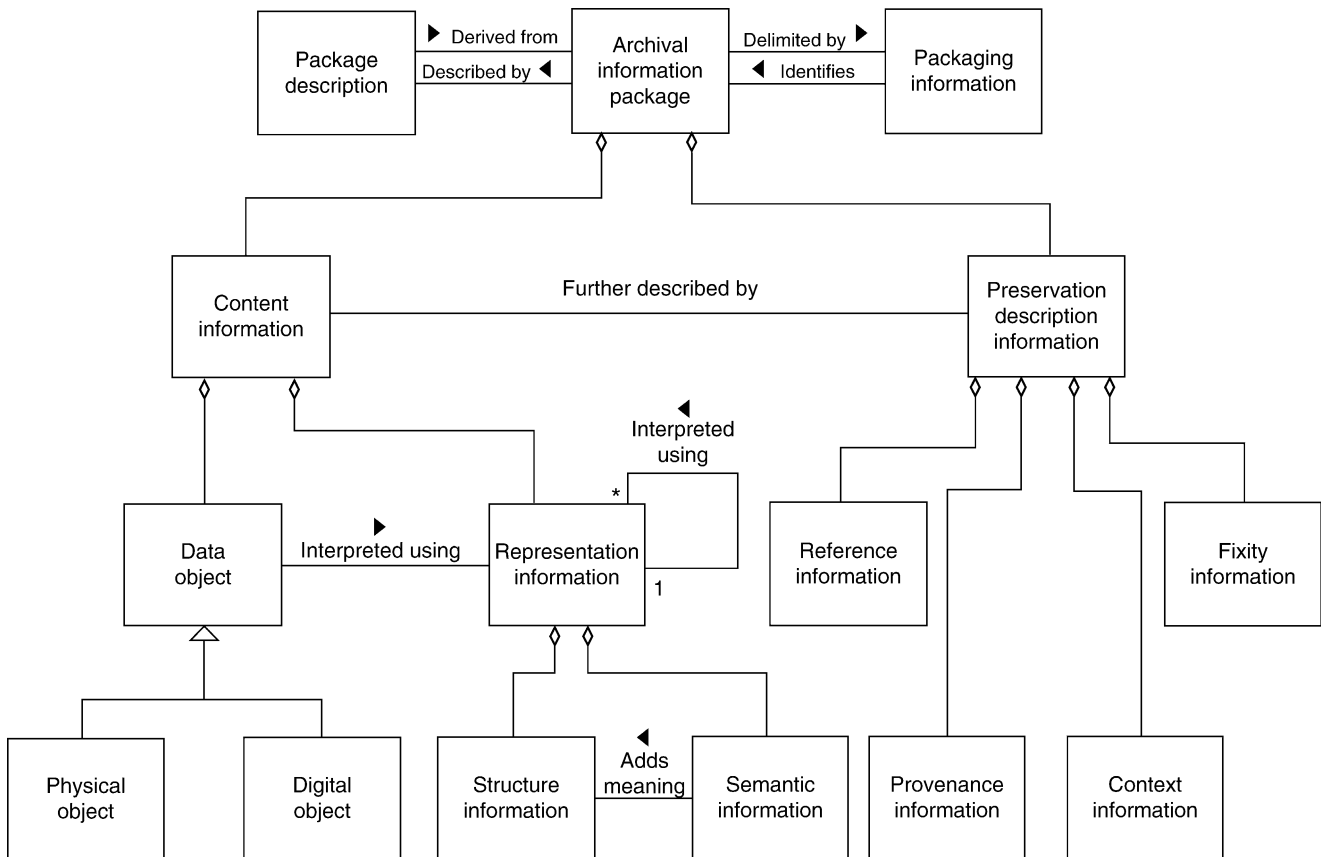 Package
description
▶ Derived from
Described by ◀
Archival
information
package
Delimited by ▶
◀ Identifies
Packaging
information
Content
information
Further described by
Preservation
description
information
◀
Interpreted
using
*
1
Data
object
▶
Interpreted using
Representation
information
Reference
information
Fixity
information
Physical
object
Digital
object
Structure
information
◀
Adds
meaning
Semantic
information
Provenance
information
Context
information